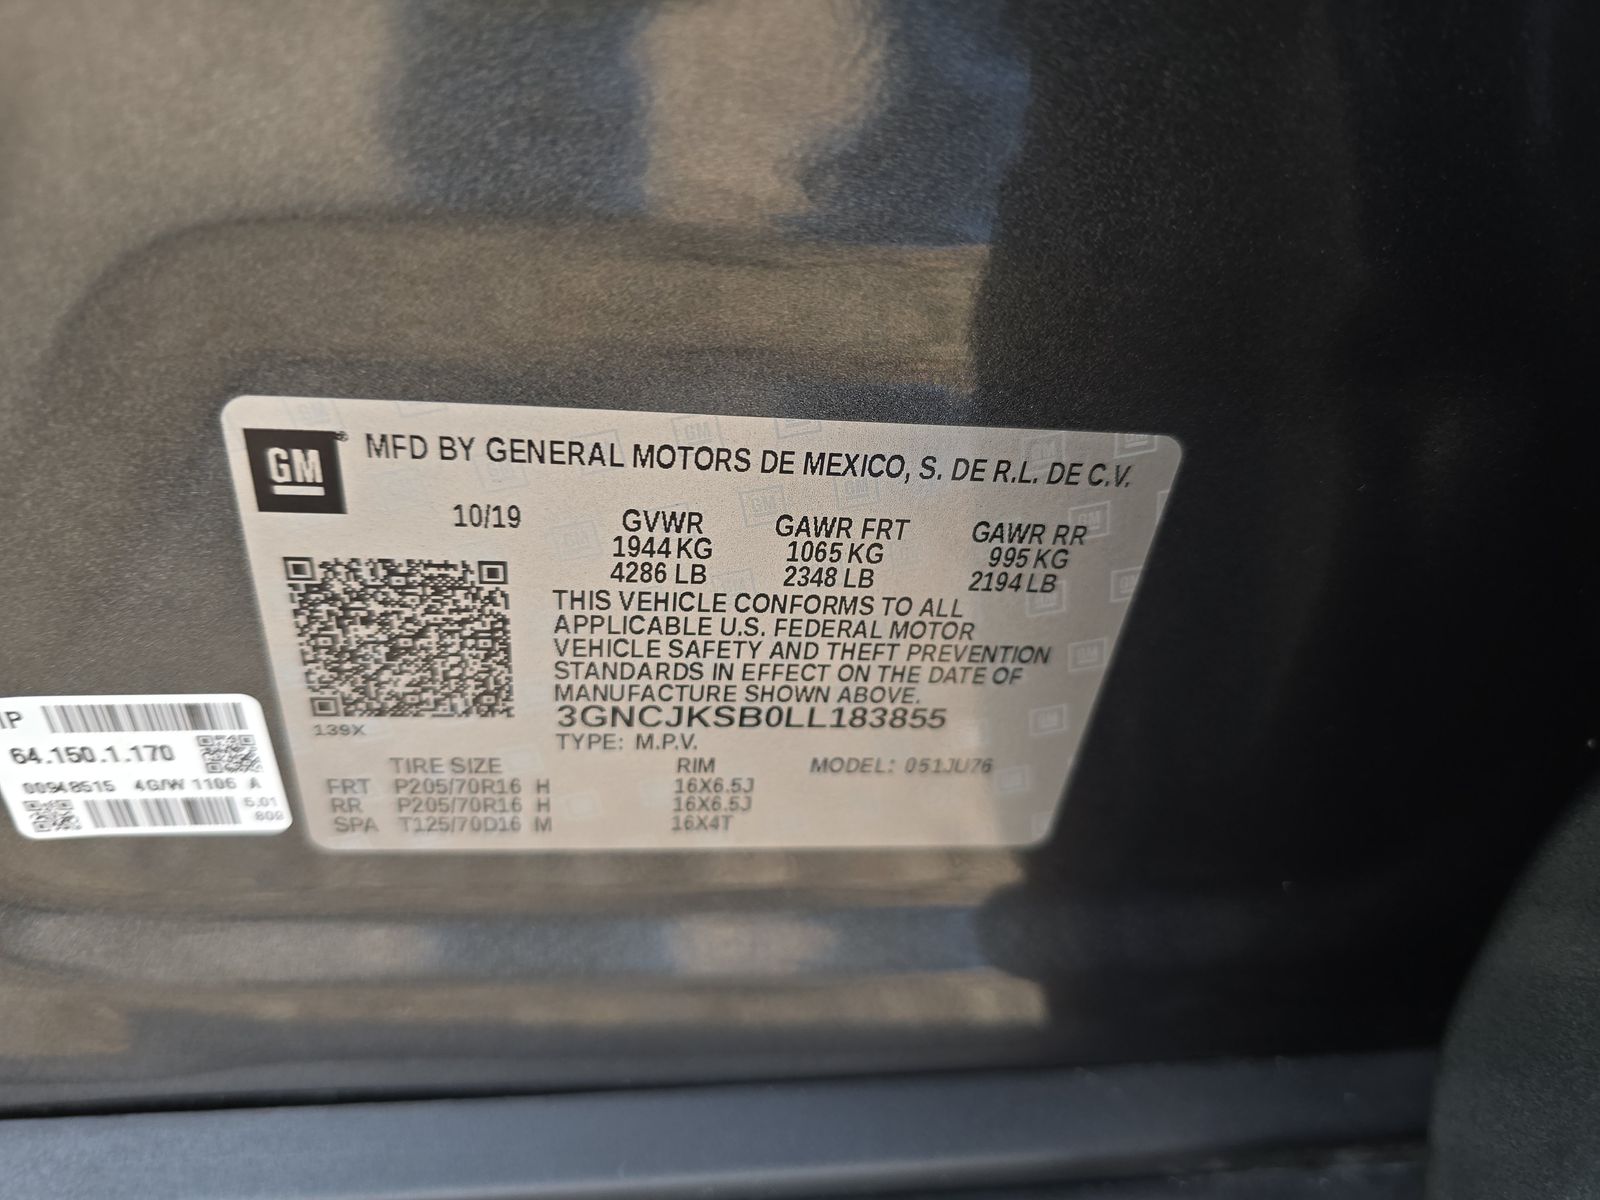 GM
MFD BY GENERAL MOTORS DE MEXICO, S. DE R.L. DE C.V.
10/19
GVWR GAWR FRT GAWR RR
1944 KG 1065 KG 995 KG
4286 LB 2348 LB 2194 LB
THIS VEHICLE CONFORMS TO ALL
APPLICABLE U.S. FEDERAL MOTOR
VEHICLE SAFETY AND THEFT PREVENTION
STANDARDS IN EFFECT ON THE DATE OF
MANUFACTURE SHOWN ABOVE.
3GNCJKSB0LL183855
139X
TYPE: M.P.V.
TIRE SIZE RIM MODEL: 051JU76
FRT P205/70R16 H 16X6.5J
RR P205/70R16 H 16X6.5J
SPA T125/70D16 M 16X4T
IP
64.150.1.170
00948515 4G/W 1106 A
5.01
809